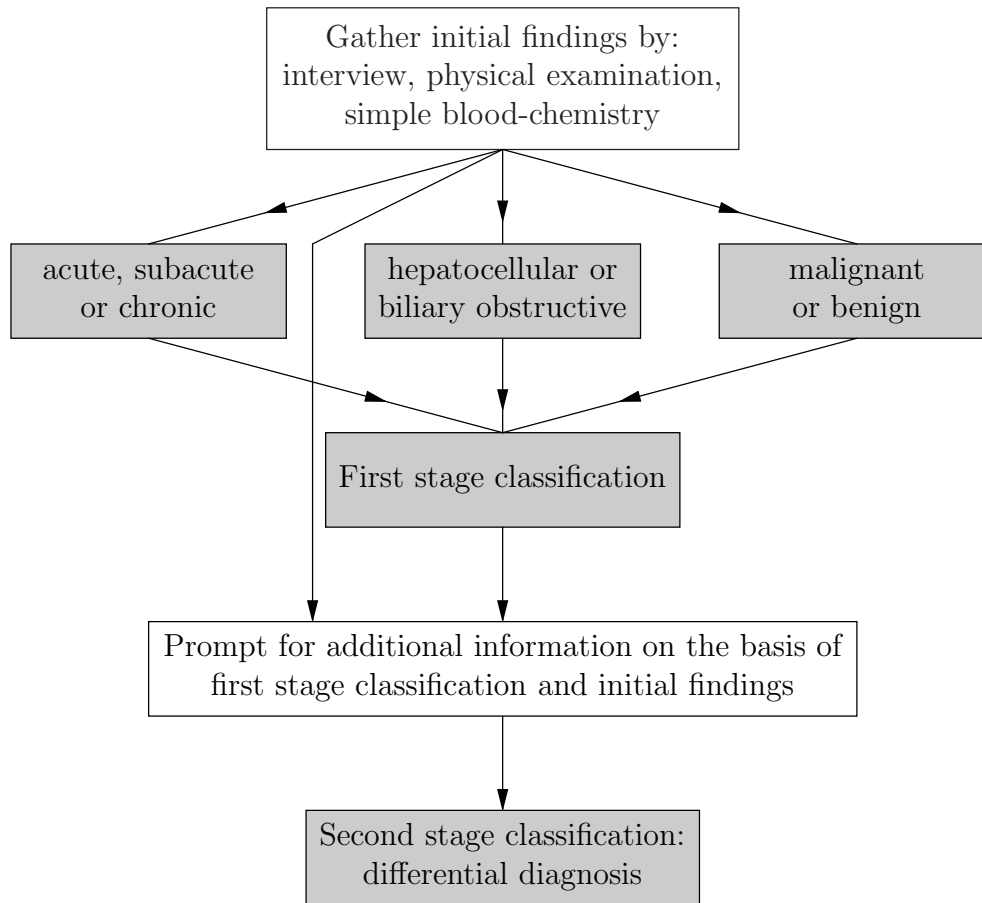 Gather initial findings by:
interview, physical examination,
simple blood-chemistry
acute, subacute
or chronic
hepatocellular or
biliary obstructive
malignant
or benign
First stage classification
Prompt for additional information on the basis of
first stage classification and initial findings
Second stage classification:
differential diagnosis